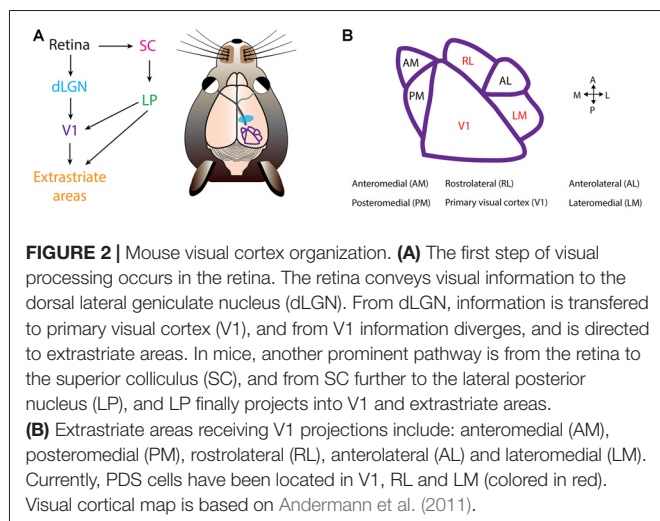 A
Retina
SC
dLGN
LP
V1
Extrastriate
areas
B
AM
RL
AL
PM
LM
V1
A
M L
P
Anteromedial (AM) Rostrolateral (RL) Anterolateral (AL)
Posteromedial (PM) Primary visual cortex (V1) Lateromedial (LM)
FIGURE 2 | Mouse visual cortex organization. (A) The first step of visual
processing occurs in the retina. The retina conveys visual information to the
dorsal lateral geniculate nucleus (dLGN). From dLGN, information is transfered
to primary visual cortex (V1), and from V1 information diverges, and is directed
to extrastriate areas. In mice, another prominent pathway is from the retina to
the superior colliculus (SC), and from SC further to the lateral posterior
nucleus (LP), and LP finally projects into V1 and extrastriate areas.
(B) Extrastriate areas receiving V1 projections include: anteromedial (AM),
posteromedial (PM), rostrolateral (RL), anterolateral (AL) and lateromedial (LM).
Currently, PDS cells have been located in V1, RL and LM (colored in red).
Visual cortical map is based on Andermann et al. (2011).